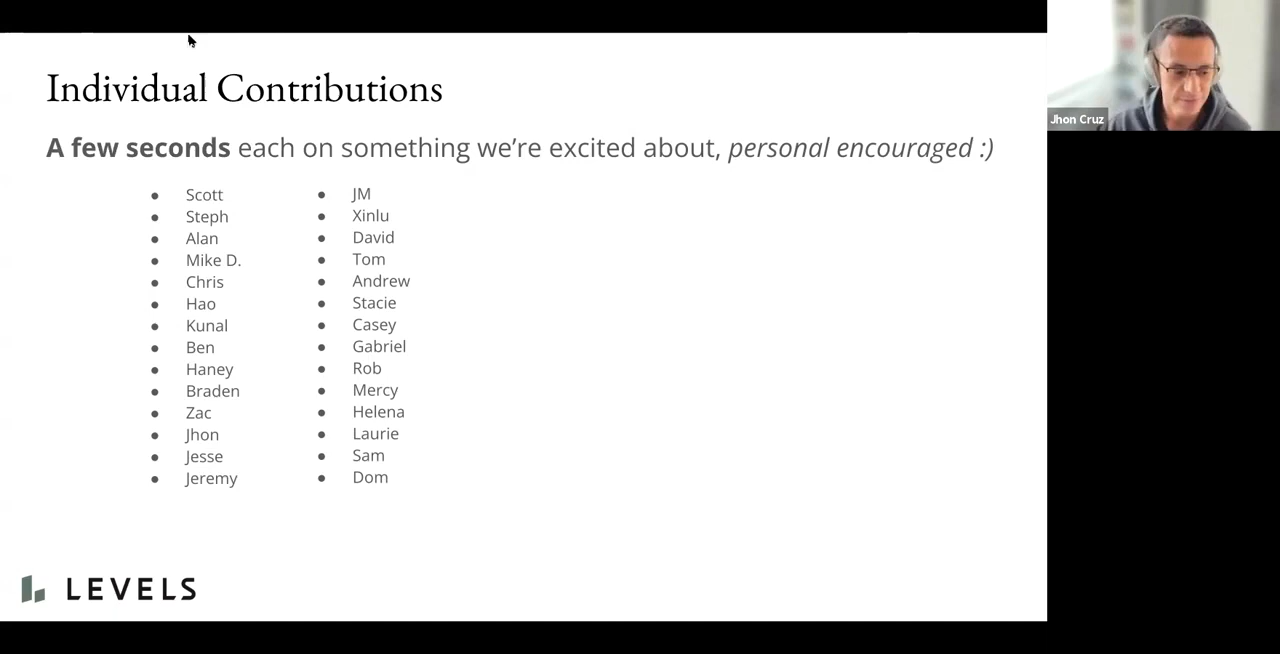 Individual Contributions
A few seconds each on something we're excited about, personal encouraged :)
Scott
Steph
Alan
Mike D.
Chris
Hao
Kunal
Ben
Haney
Braden
Zac
Jhon
Jesse
Jeremy
JM
Xinlu
David
Tom
Andrew
Stacie
Casey
Gabriel
Rob
Mercy
Helena
Laurie
Sam
Dom
LEVELS
Jhon Cruz